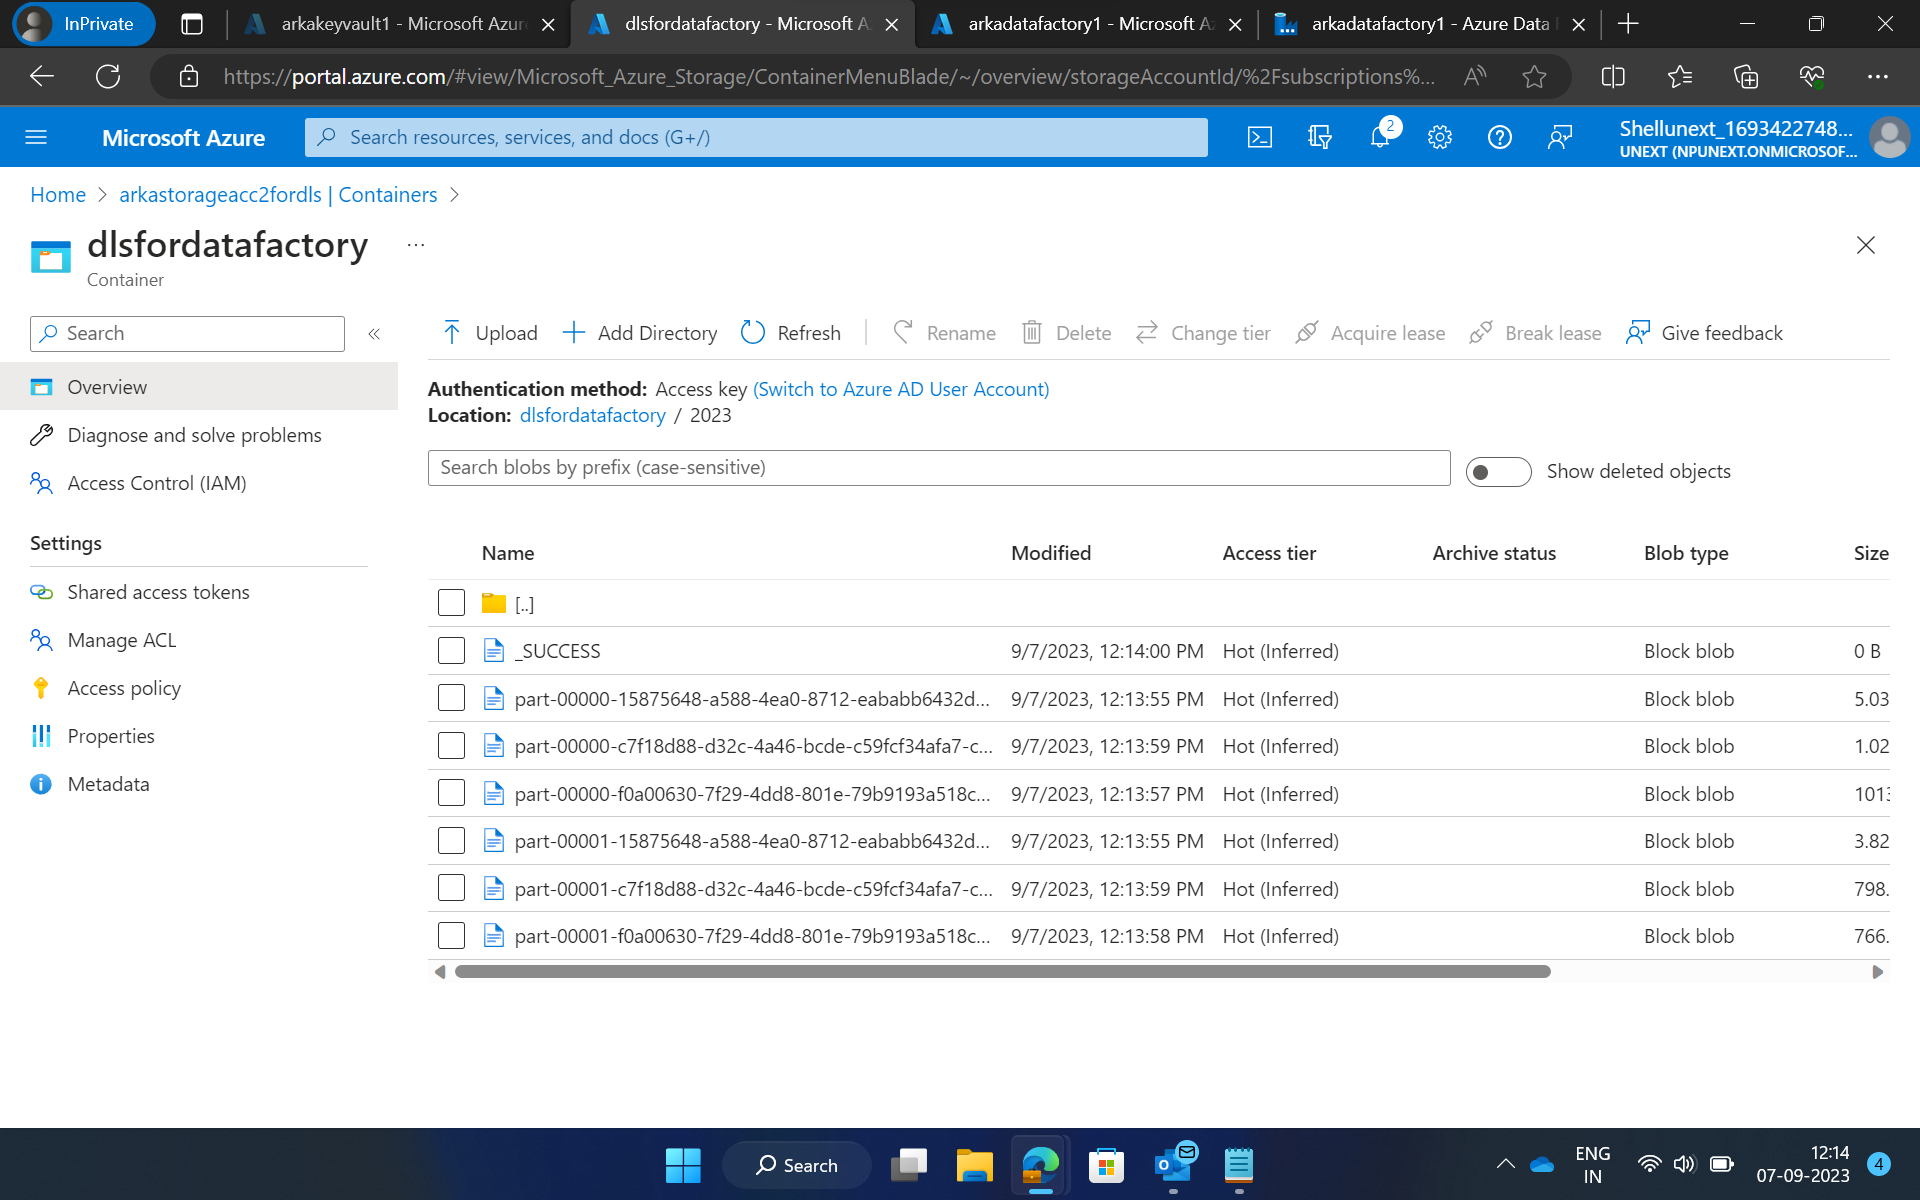 InPrivate
arkakeyvault1 - Microsoft Azur
dlsfordatafactory - Microsoft A
arkadatafactory1 - Microsoft Az
arkadatafactory1 - Azure Data
https://portal.azure.com/#view/Microsoft_Azure_Storage/ContainerMenuBlade/~/overview/storageAccountId/%2Fsubscriptions%...
Microsoft Azure
Search resources, services, and docs (G+/)
2
Shellunext_1693422748...
UNEXT (NPUNEXT.ONMICROSOF...
Home > arkastorageacc2fordls | Containers >
dlsfordatafactory ...
Container
Search
«
Upload
Add Directory
Refresh
Rename
Delete
Change tier
Acquire lease
Break lease
Give feedback
Overview
Diagnose and solve problems
Access Control (IAM)
Settings
Shared access tokens
Manage ACL
Access policy
Properties
Metadata
Authentication method: Access key (Switch to Azure AD User Account)
Location: dlsfordatafactory / 2023
Search blobs by prefix (case-sensitive)
Show deleted objects
Name Modified Access tier Archive status Blob type Size
[..]
_SUCCESS 9/7/2023, 12:14:00 PM Hot (Inferred) Block blob 0 B
part-00000-15875648-a588-4ea0-8712-eababb6432d... 9/7/2023, 12:13:55 PM Hot (Inferred) Block blob 5.03
part-00000-c7f18d88-d32c-4a46-bcde-c59fcf34afa7-c... 9/7/2023, 12:13:59 PM Hot (Inferred) Block blob 1.02
part-00000-f0a00630-7f29-4dd8-801e-79b9193a518c... 9/7/2023, 12:13:57 PM Hot (Inferred) Block blob 1013
part-00001-15875648-a588-4ea0-8712-eababb6432d... 9/7/2023, 12:13:55 PM Hot (Inferred) Block blob 3.82
part-00001-c7f18d88-d32c-4a46-bcde-c59fcf34afa7-c... 9/7/2023, 12:13:59 PM Hot (Inferred) Block blob 798.
part-00001-f0a00630-7f29-4dd8-801e-79b9193a518c... 9/7/2023, 12:13:58 PM Hot (Inferred) Block blob 766.
Search
ENG
IN
12:14
07-09-2023
4